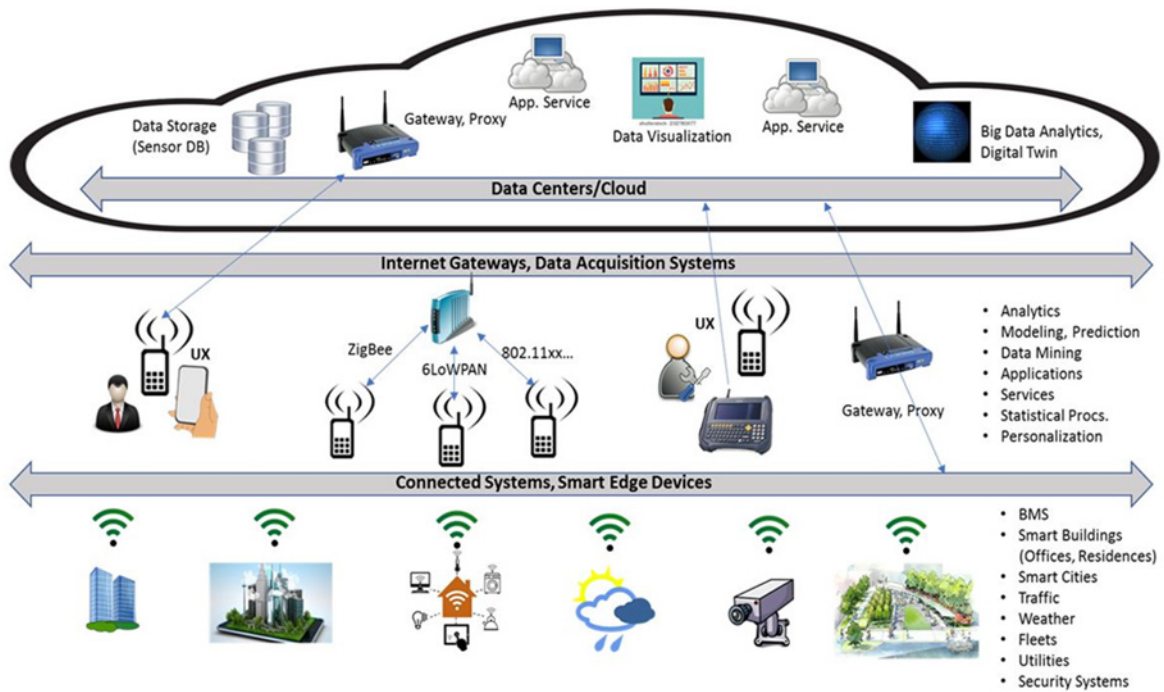 App. Service
Data Storage
(Sensor DB)
Gateway, Proxy
Data Visualization
App. Service
Big Data Analytics,
Digital Twin
Data Centers/Cloud
Internet Gateways, Data Acquisition Systems
UX
ZigBee
6LoWPAN
802.11xx...
UX
Gateway, Proxy
• Analytics
• Modeling, Prediction
• Data Mining
• Applications
• Services
• Statistical Procs.
• Personalization
Connected Systems, Smart Edge Devices
• BMS
• Smart Buildings
(Offices, Residences)
• Smart Cities
• Traffic
• Weather
• Fleets
• Utilities
• Security Systems